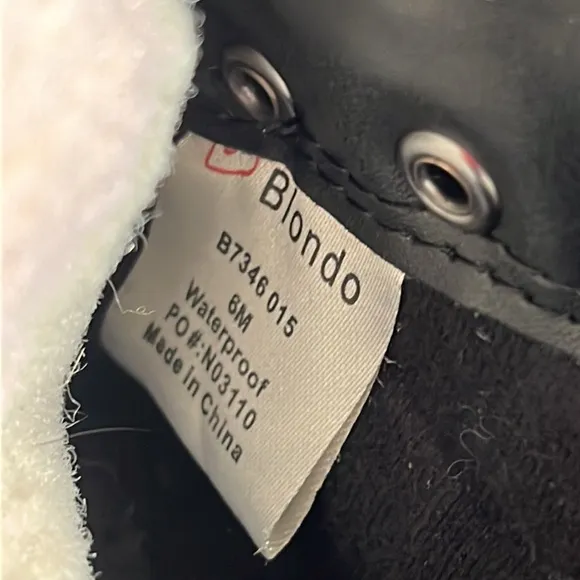 Blondo
B7346 015
6M
Waterproof
PO#:N03110
Made in China